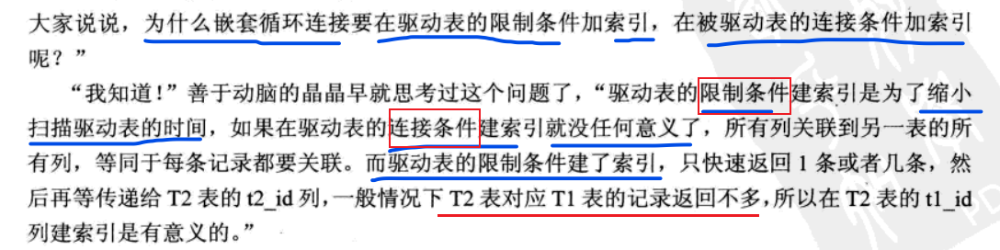 大家说说，为什么嵌套循环连接要在驱动表的限制条件加索引，在被驱动表的连接条件加索引
呢？”
“我知道！”善于动脑的晶晶早就思考过这个问题了，“驱动表的限制条件建索引是为了缩小
扫描驱动表的时间，如果在驱动表的连接条件建索引就没任何意义了，所有列关联到另一表的所
有列，等同于每条记录都要关联。而驱动表的限制条件建了索引，只快速返回 1 条或者几条，然
后再等传递给 T2 表的 t2_id 列，一般情况下 T2 表对应 T1 表的记录返回不多，所以在 T2 表的 t1_id
列建索引是有意义的。”